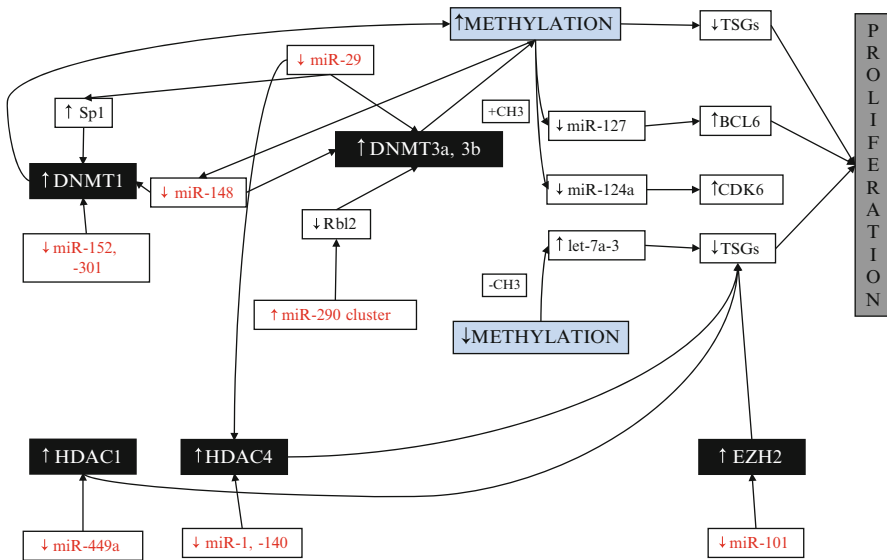 ↑METHYLATION
↓TSGs
PROLIFERATION
↓ miR-29
↑ Sp1
+CH3
↓ miR-127
↑BCL6
↑ DNMT3a, 3b
↑DNMT1
↓ miR-148
↓ miR-124a
↑CDK6
↓Rbl2
↓ miR-152,
-301
↑ let-7a-3
↓TSGs
-CH3
↑ miR-290 cluster
↓METHYLATION
↑ HDAC1
↑HDAC4
↑ EZH2
↓ miR-449a
↓ miR-1, -140
↓ miR-101